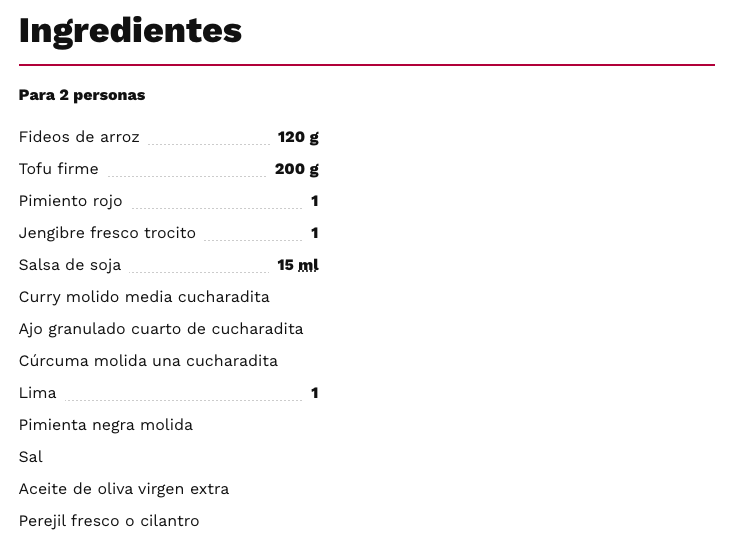 Ingredientes
Para 2 personas
Fideos de arroz 120 g
Tofu firme 200 g
Pimiento rojo 1
Jengibre fresco trocito 1
Salsa de soja 15 ml
Curry molido media cucharadita
Ajo granulado cuarto de cucharadita
Cúrcuma molida una cucharadita
Lima 1
Pimienta negra molida
Sal
Aceite de oliva virgen extra
Perejil fresco o cilantro